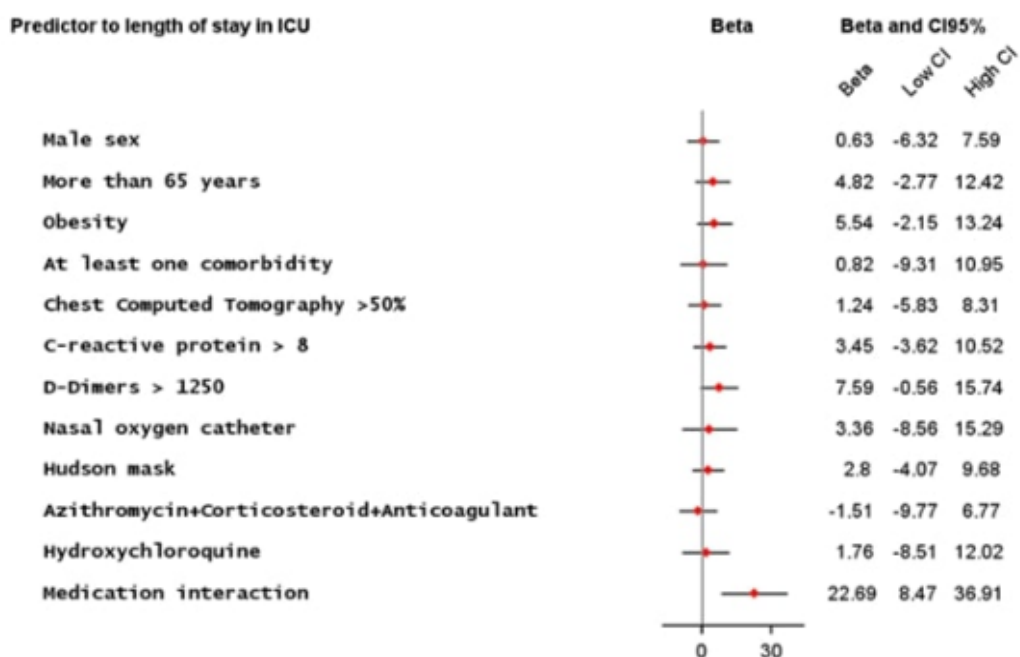 Predictor to length of stay in ICU Beta Beta and CI95%
Beta Low CI High CI
Male sex 0.63 -6.32 7.59
More than 65 years 4.82 -2.77 12.42
Obesity 5.54 -2.15 13.24
At least one comorbidity 0.82 -9.31 10.95
Chest Computed Tomography >50% 1.24 -5.83 8.31
C-reactive protein > 8 3.45 -3.62 10.52
D-Dimers > 1250 7.59 -0.56 15.74
Nasal oxygen catheter 3.36 -8.56 15.29
Hudson mask 2.8 -4.07 9.68
Azithromycin+Corticosteroid+Anticoagulant -1.51 -9.77 6.77
Hydroxychloroquine 1.76 -8.51 12.02
Medication interaction 22.69 8.47 36.91
0 30